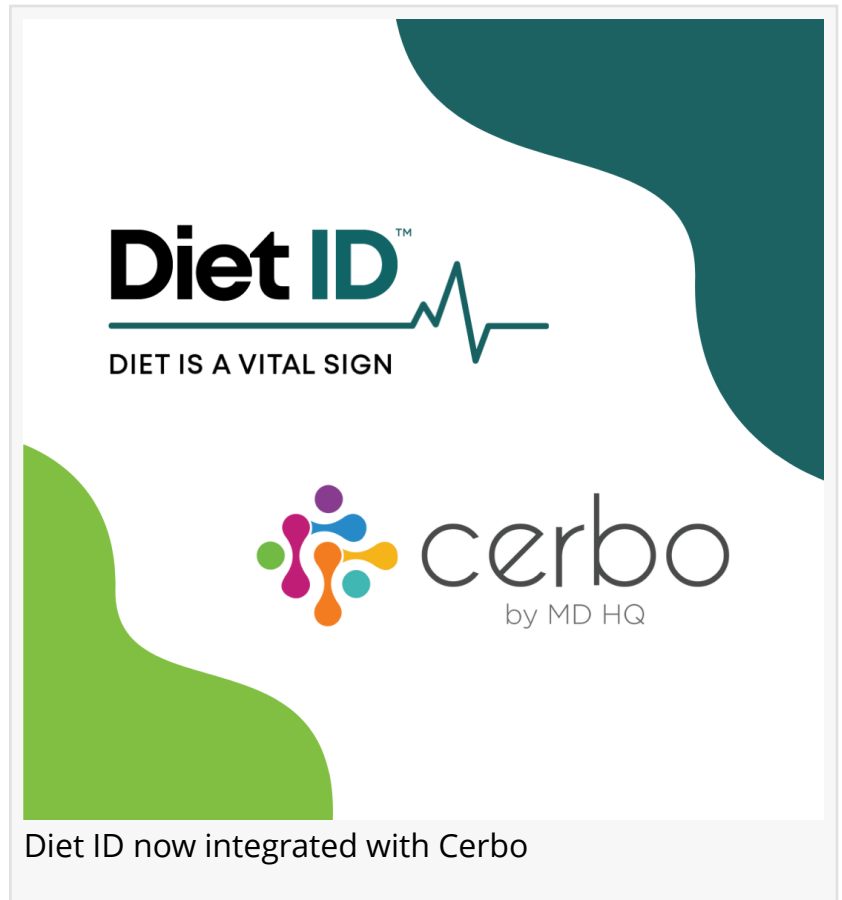 Diet ID™
DIET IS A VITAL SIGN
cerbo
by MD HQ
Diet ID now integrated with Cerbo